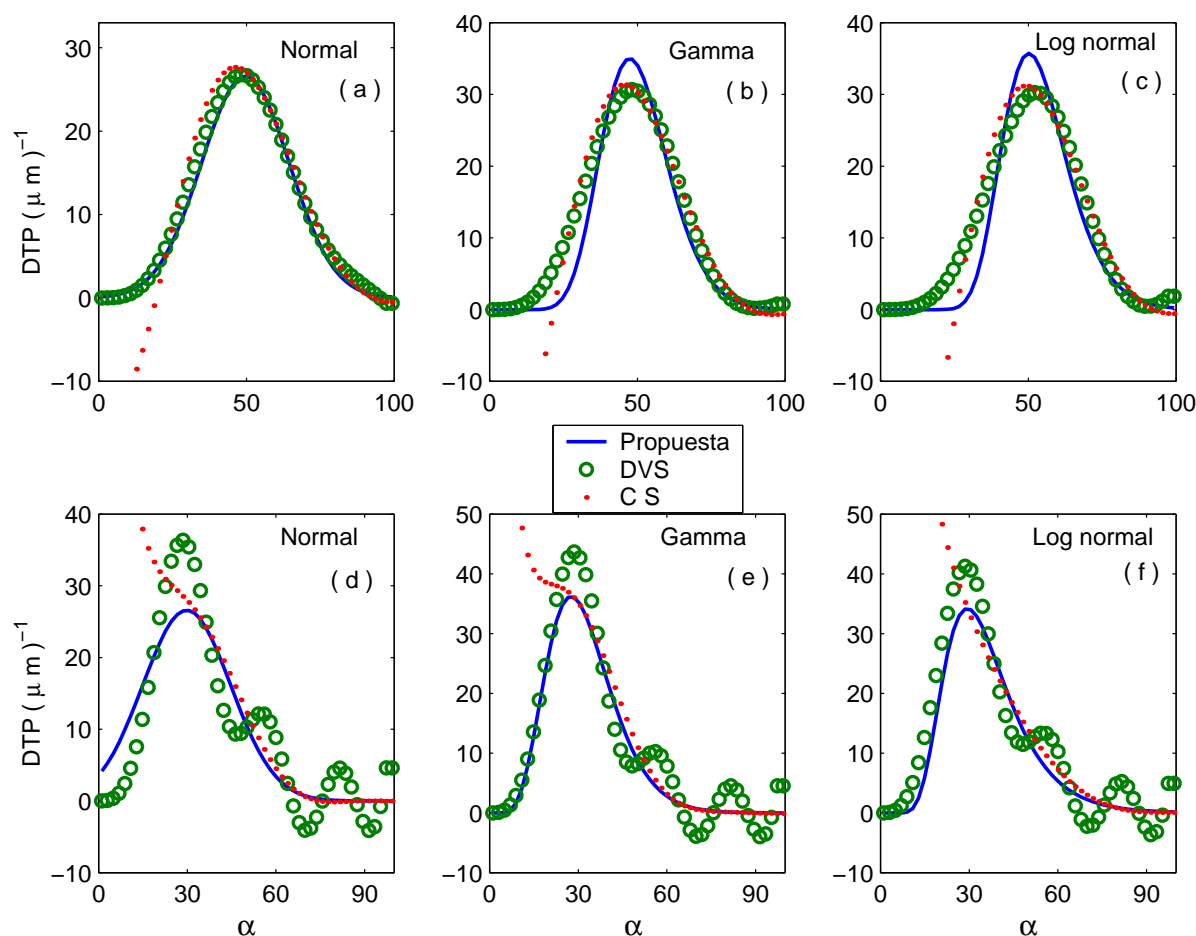 Normal
( a )
30
20
10
0
−10
0
50
100
DTP ( μ m )⁻¹
Gamma
( b )
40
30
20
10
0
−10
0
50
100
Log normal
( c )
40
30
20
10
0
−10
0
50
100
Propuesta
DVS
C S
Normal
( d )
40
30
20
10
0
−10
0
30
60
90
DTP ( μ m )⁻¹
α
Gamma
( e )
50
40
30
20
10
0
−10
0
30
60
90
α
Log normal
( f )
50
40
30
20
10
0
−10
0
30
60
90
α